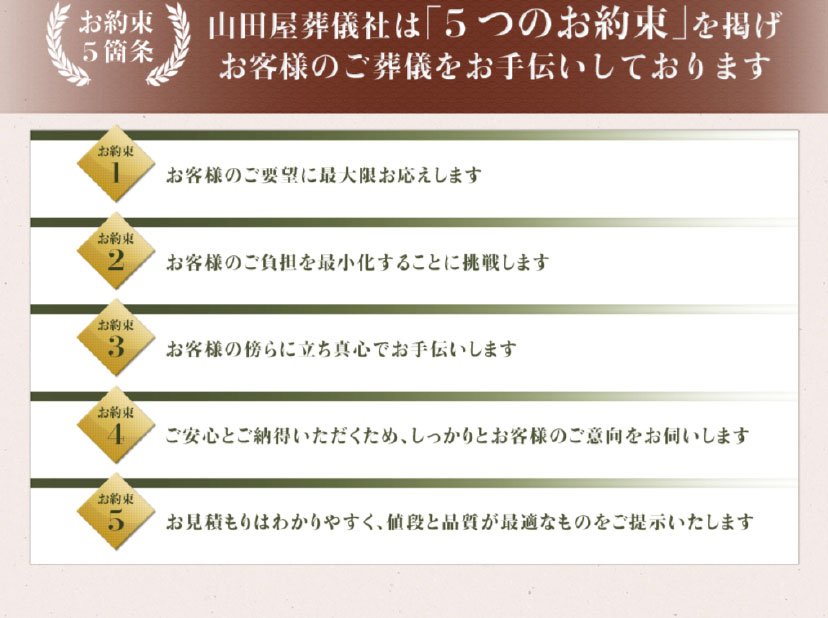 お約束
5箇条
山田屋葬儀社は「5つのお約束」を掲げ
お客様のご葬儀をお手伝いしております
お約束
1
お客様のご要望に最大限お応えします
お約束
2
お客様のご負担を最小化することに挑戦します
お約束
3
お客様の傍らに立ち真心でお手伝いします
お約束
4
ご安心とご納得いただくため、しっかりとお客様のご意向をお伺いします
お約束
5
お見積もりはわかりやすく、値段と品質が最適なものをご提示いたします